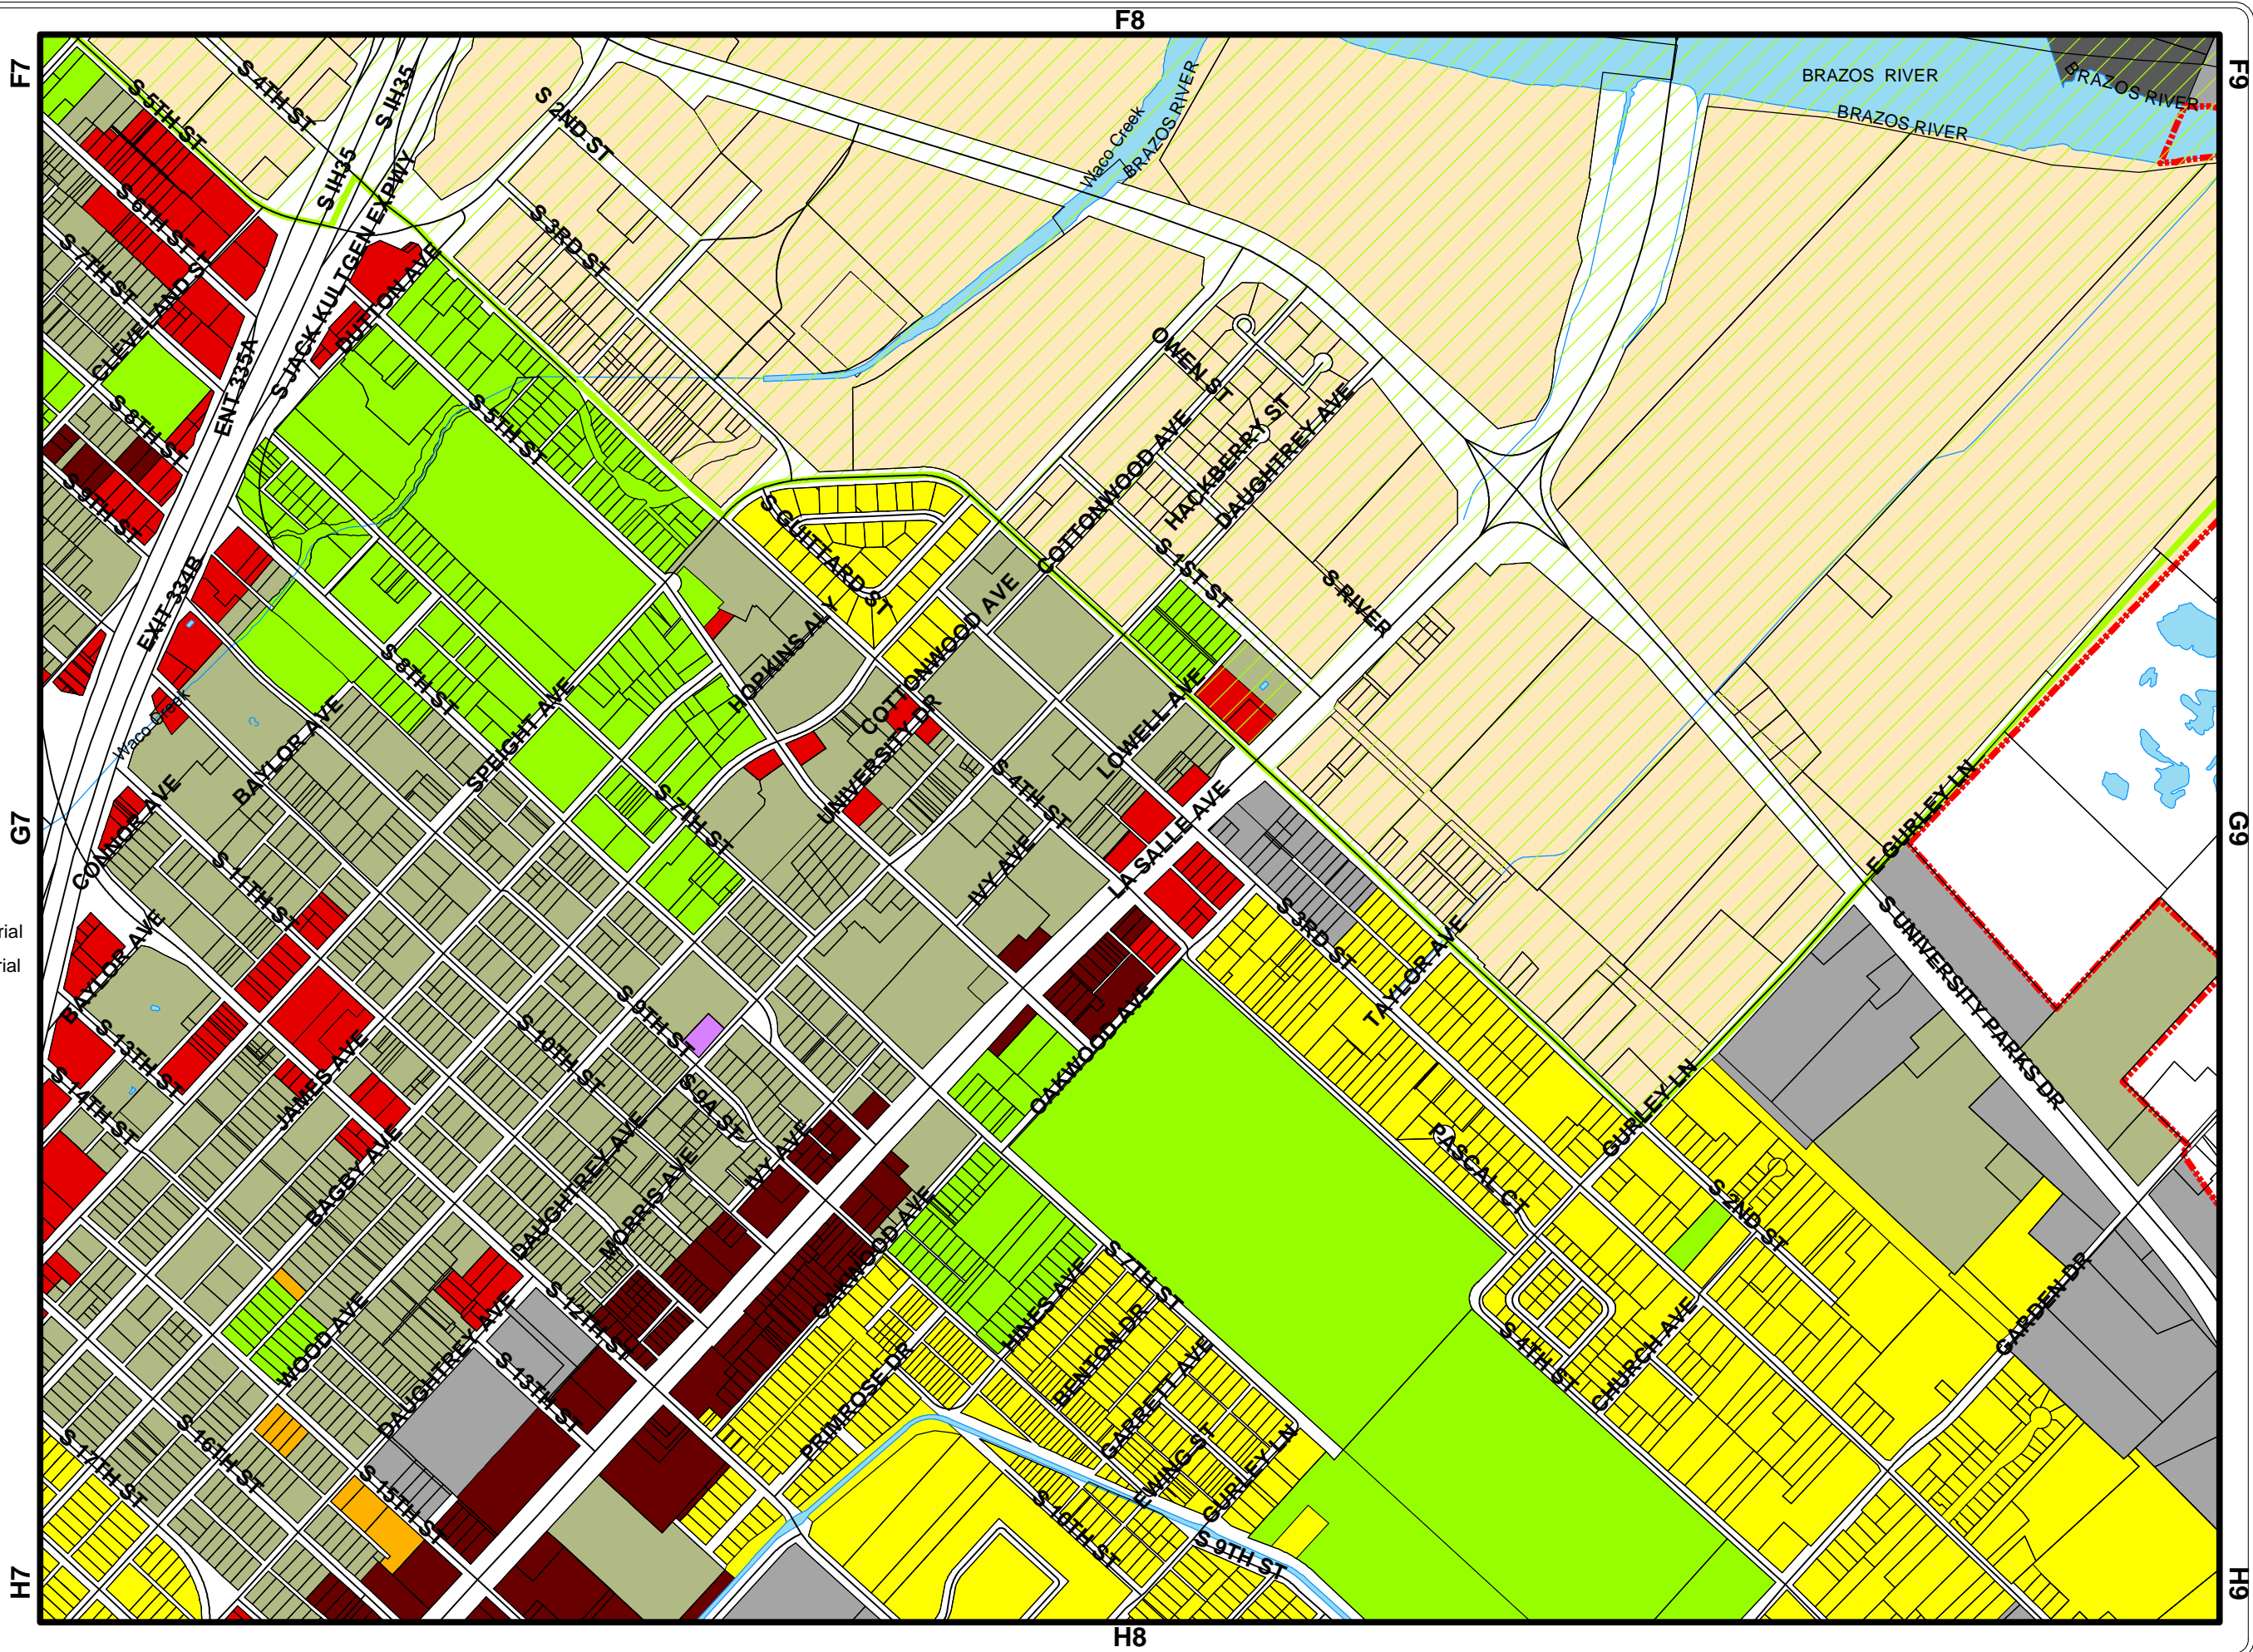 F8
F7
F9
S 4TH ST
S 5TH ST
S IH35
S IH35
S 2ND ST
Waco Creek
BRAZOS RIVER
BRAZOS RIVER
BRAZOS RIVER
BRAZOS RIVER
S 6TH ST
S 7TH ST
CLEVELAND ST
S JACK KULTGEN EXPWY
DUTTON AVE
S 3RD ST
ENT 335A
S 8TH ST
S 9TH ST
S 5TH ST
OWEN ST
COTTONWOOD AVE
HACKBERRY ST
DAUGHTREY AVE
S GUITTARD ST
S 1ST ST
S RIVER
EXIT 334B
S 8TH ST
HOPKINS ALY
COTTONWOOD AVE
UNIVERSITY DR
LOWELL AVE
Waco Creek
BAYLOR AVE
SPEIGHT AVE
S 7TH ST
S 4TH ST
IVY AVE
LA SALLE AVE
E GURLEY LN
G7
G9
CONNOR AVE
S 11TH ST
S 3RD ST
TAYLOR AVE
S UNIVERSITY PARKS DR
rial
rial
BAYLOR AVE
S 13TH ST
S 14TH ST
JAMES AVE
S 9TH ST
S 10TH ST
S 9A ST
OAKWOOD AVE
BAGBY AVE
DAUGHTREY AVE
MORRIS AVE
IVY AVE
PASCAL CT
GURLEY LN
S 2ND ST
WOOD AVE
DAUGHTREY AVE
S 12TH ST
S 13TH ST
OAKWOOD AVE
S 7TH ST
HINES AVE
BENTON DR
GARRETT AVE
PRIMROSE DR
S 4TH ST
CHURCH AVE
GARDEN DR
S 17TH ST
S 16TH ST
S 15TH ST
EWING ST
GURLEY LN
S 10TH ST
S 9TH ST
H7
H9
H8